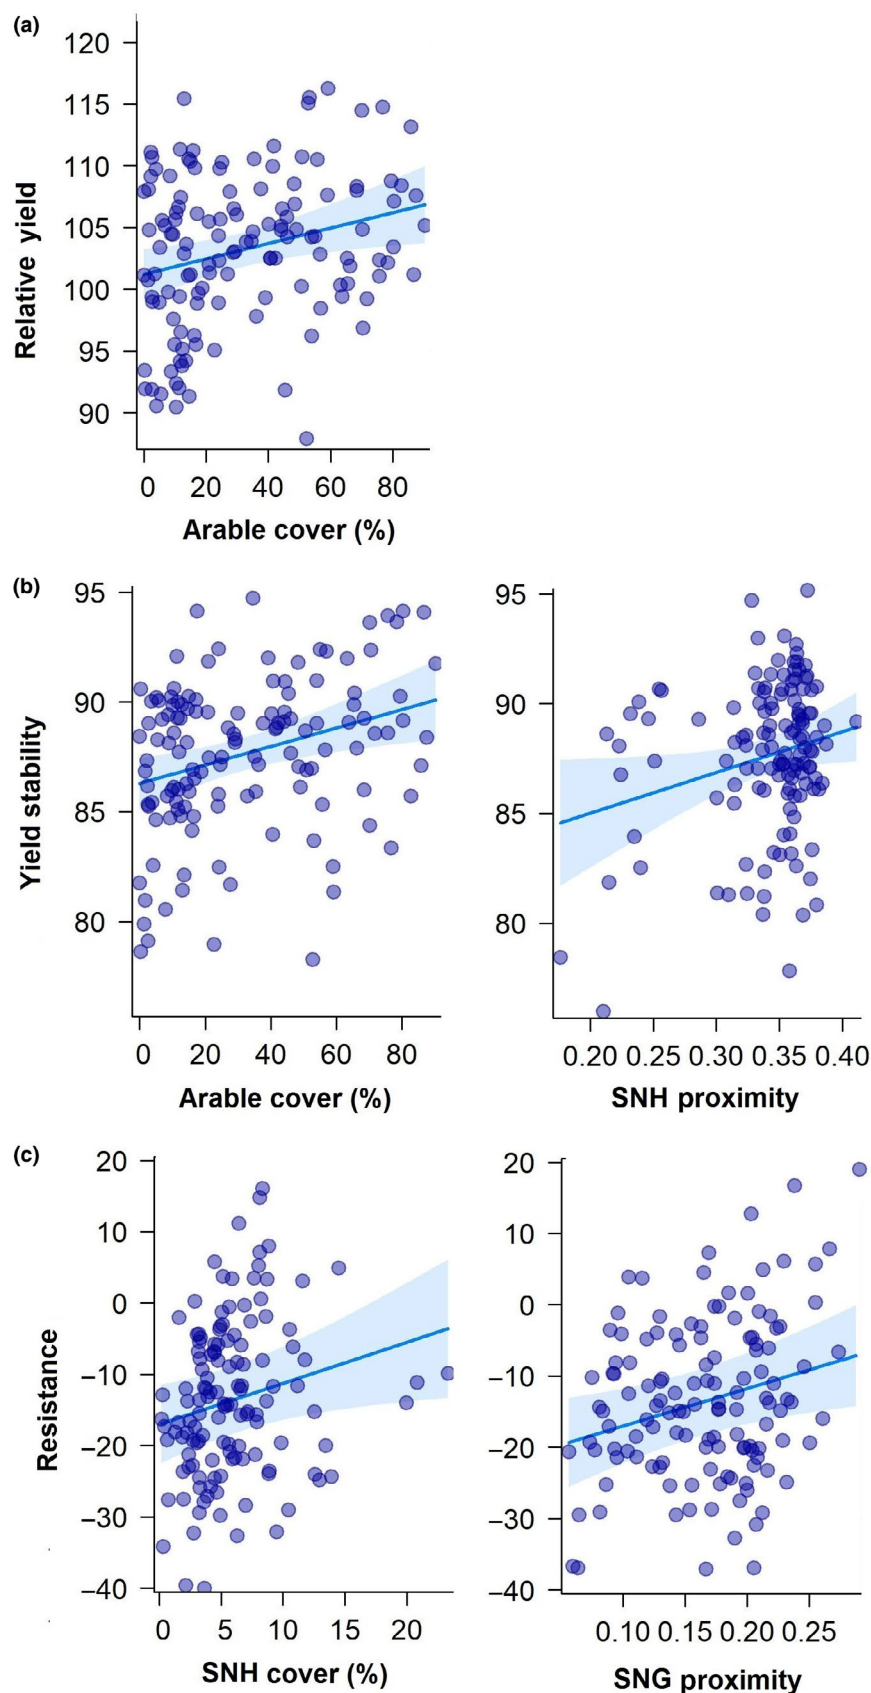 (a)
120
115
110
105
100
95
90
Relative yield
0 20 40 60 80
Arable cover (%)
(b)
95
90
85
80
Yield stability
0 20 40 60 80
Arable cover (%)
95
90
85
80
0.20 0.25 0.30 0.35 0.40
SNH proximity
(c)
20
10
0
–10
–20
–30
–40
Resistance
0 5 10 15 20
SNH cover (%)
20
10
0
–10
–20
–30
–40
0.10 0.15 0.20 0.25
SNG proximity